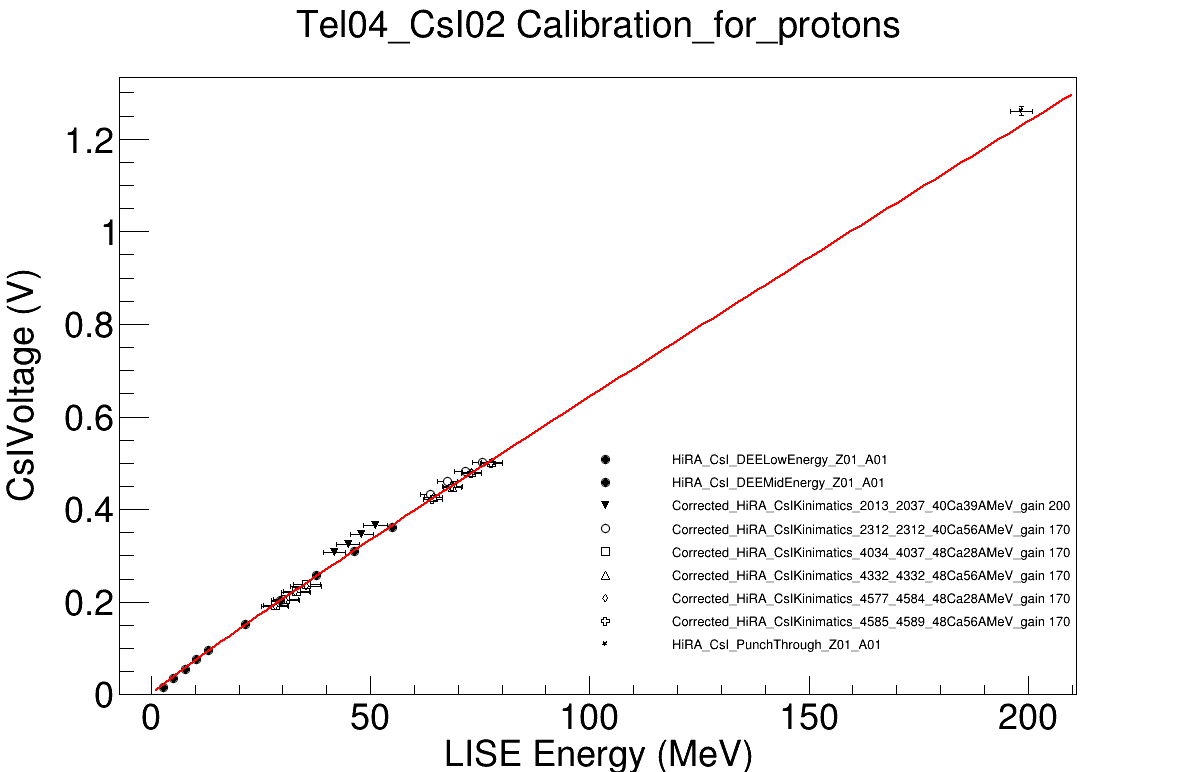 Tel04_CsI02 Calibration_for_protons
CsIVoltage (V)
1.2
1
0.8
0.6
0.4
0.2
0
HiRA_CsI_DEELowEnergy_Z01_A01
HiRA_CsI_DEEMidEnergy_Z01_A01
Corrected_HiRA_CsIKinimatics_2013_2037_40Ca39AMeV_gain 200
Corrected_HiRA_CsIKinimatics_2312_2312_40Ca56AMeV_gain 170
Corrected_HiRA_CsIKinimatics_4034_4037_48Ca28AMeV_gain 170
Corrected_HiRA_CsIKinimatics_4332_4332_48Ca56AMeV_gain 170
Corrected_HiRA_CsIKinimatics_4577_4584_48Ca28AMeV_gain 170
Corrected_HiRA_CsIKinimatics_4585_4589_48Ca56AMeV_gain 170
HiRA_CsI_PunchThrough_Z01_A01
0 50 100 150 200
LISE Energy (MeV)